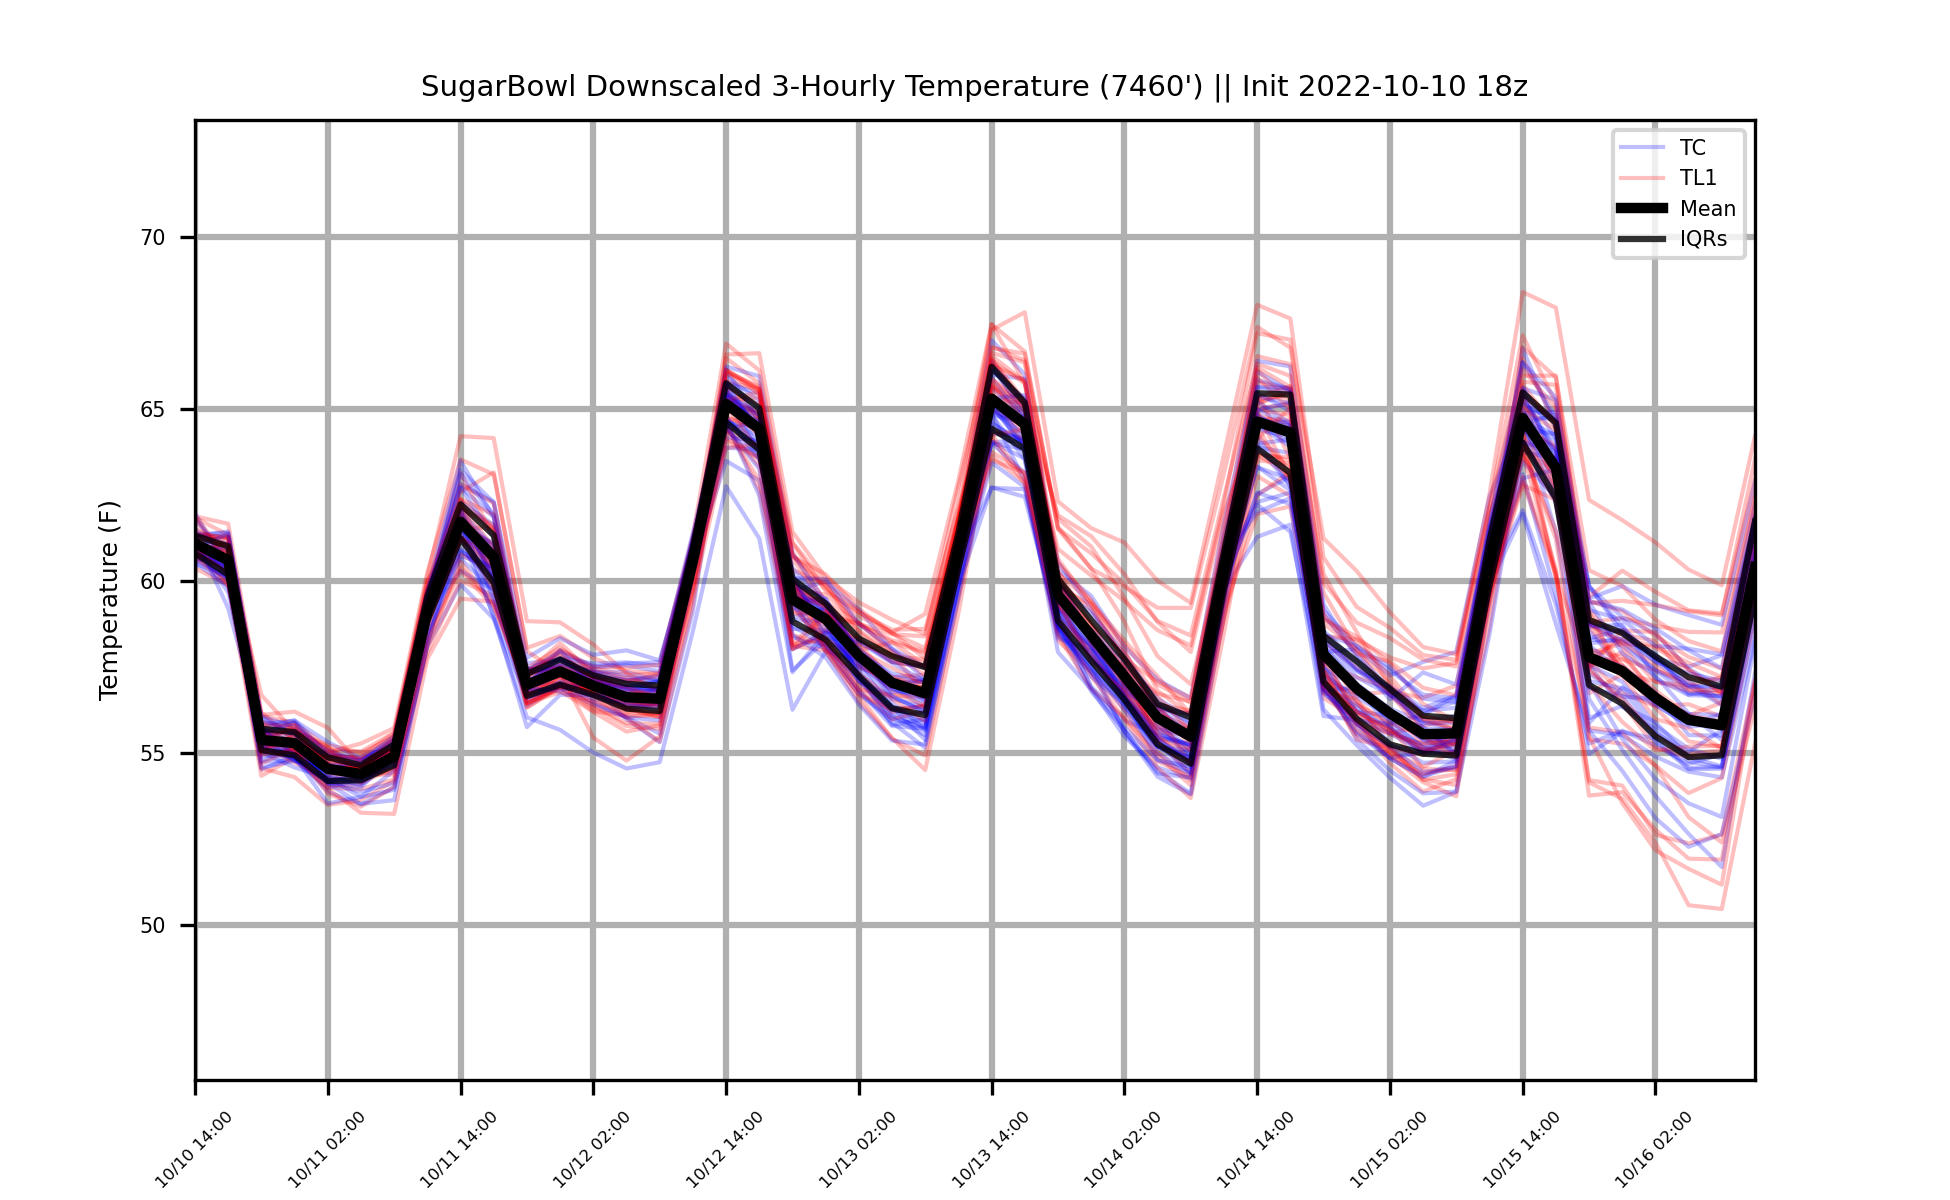 SugarBowl Downscaled 3-Hourly Temperature (7460') || Init 2022-10-10 18z
TC
TL1
Mean
IQRs
Temperature (F)
70
65
60
55
50
10/10 14:00
10/11 02:00
10/11 14:00
10/12 02:00
10/12 14:00
10/13 02:00
10/13 14:00
10/14 02:00
10/14 14:00
10/15 02:00
10/15 14:00
10/16 02:00